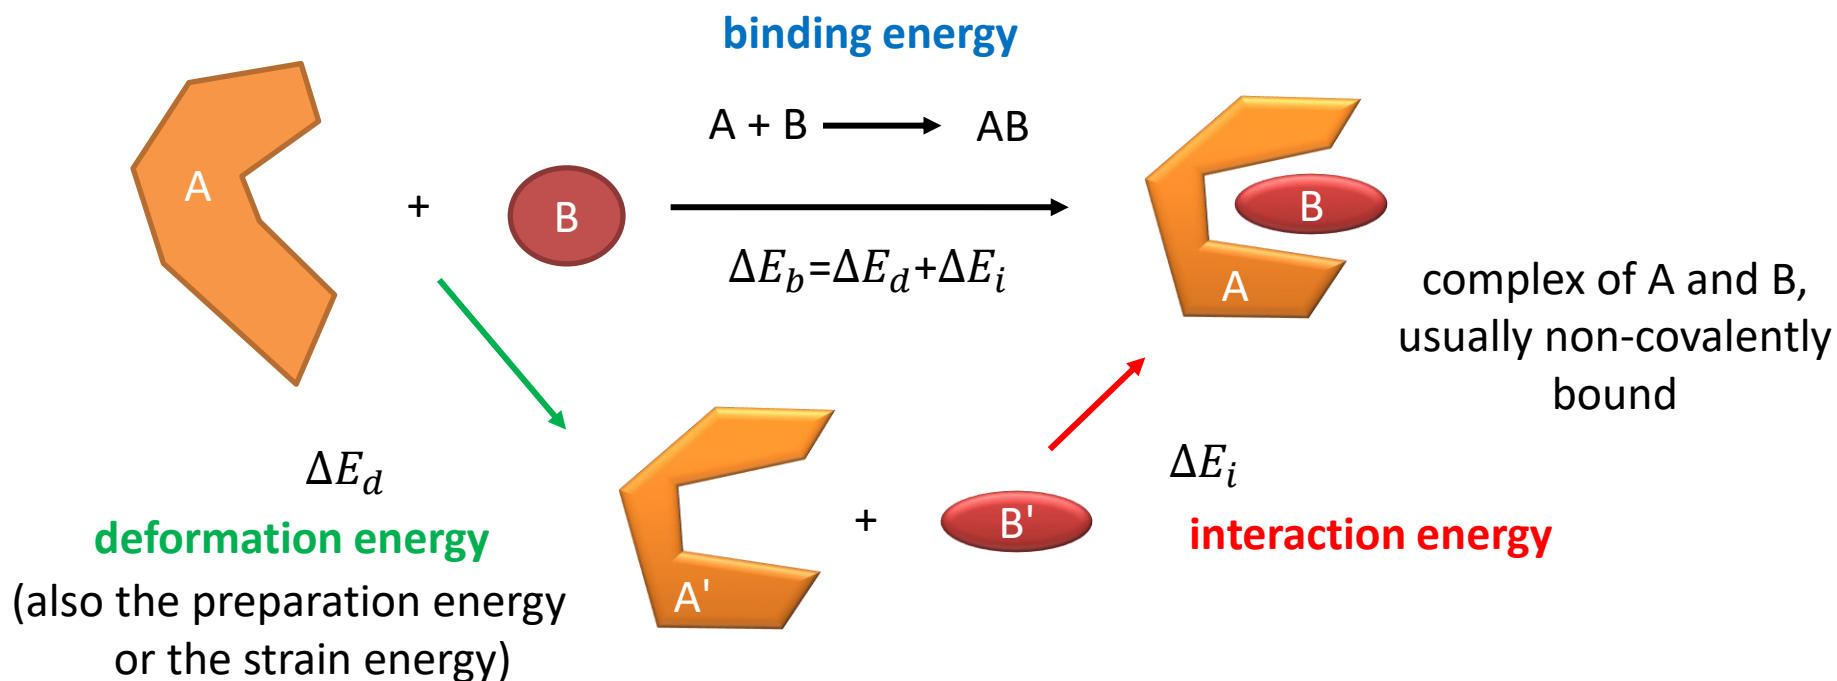 binding energy
A + B ⟶ AB
A
+
B
ΔE_b=ΔE_d+ΔE_i
B
A
complex of A and B,
usually non-covalently
bound
ΔE_d
deformation energy
(also the preparation energy
or the strain energy)
A'
+
B'
ΔE_i
interaction energy